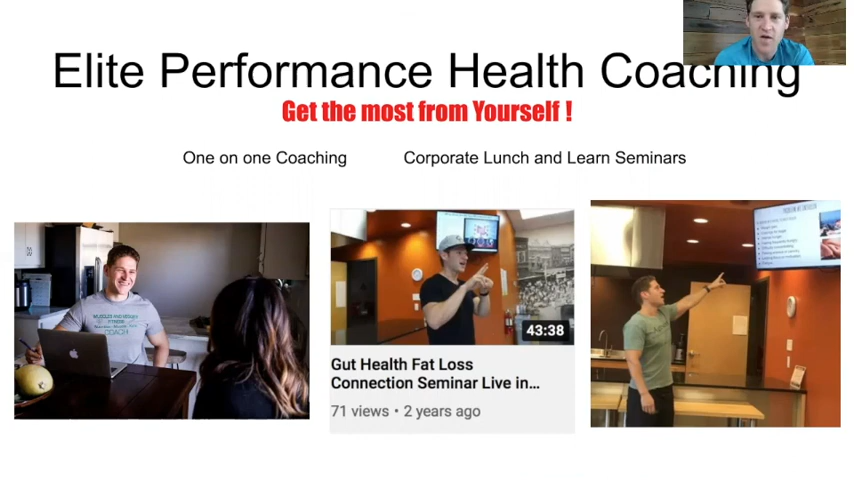 Elite Performance Health Coaching
Get the most from Yourself !
One on one Coaching
Corporate Lunch and Learn Seminars
COACH
43:38
Gut Health Fat Loss
Connection Seminar Live in...
71 views • 2 years ago